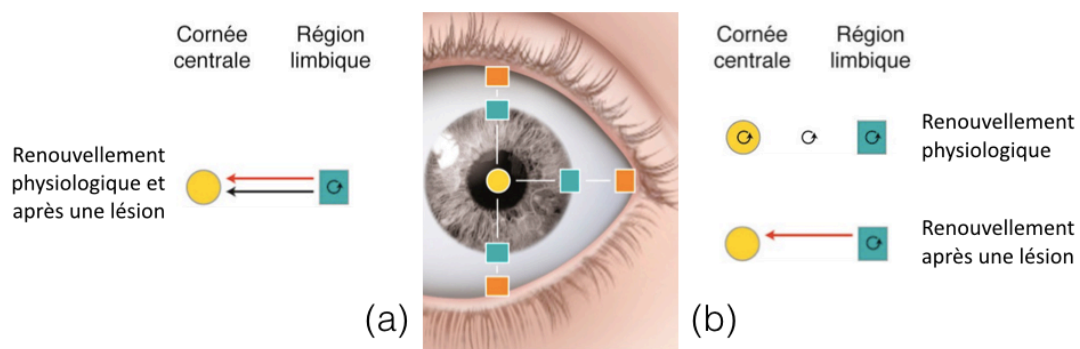 Cornée
centrale
Région
limbique
Renouvellement
physiologique et
après une lésion
(a)
Cornée
centrale
Région
limbique
Renouvellement
physiologique
Renouvellement
après une lésion
(b)